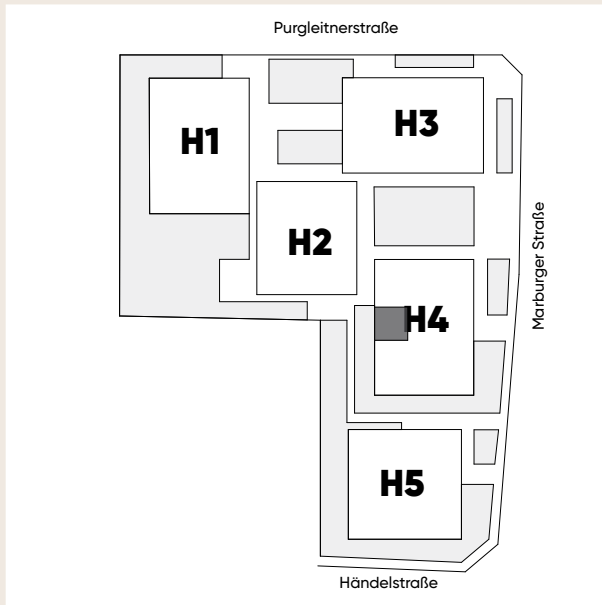 Purgleitnerstraße
H1
H3
H2
Marburger Straße
H4
H5
Händelstraße